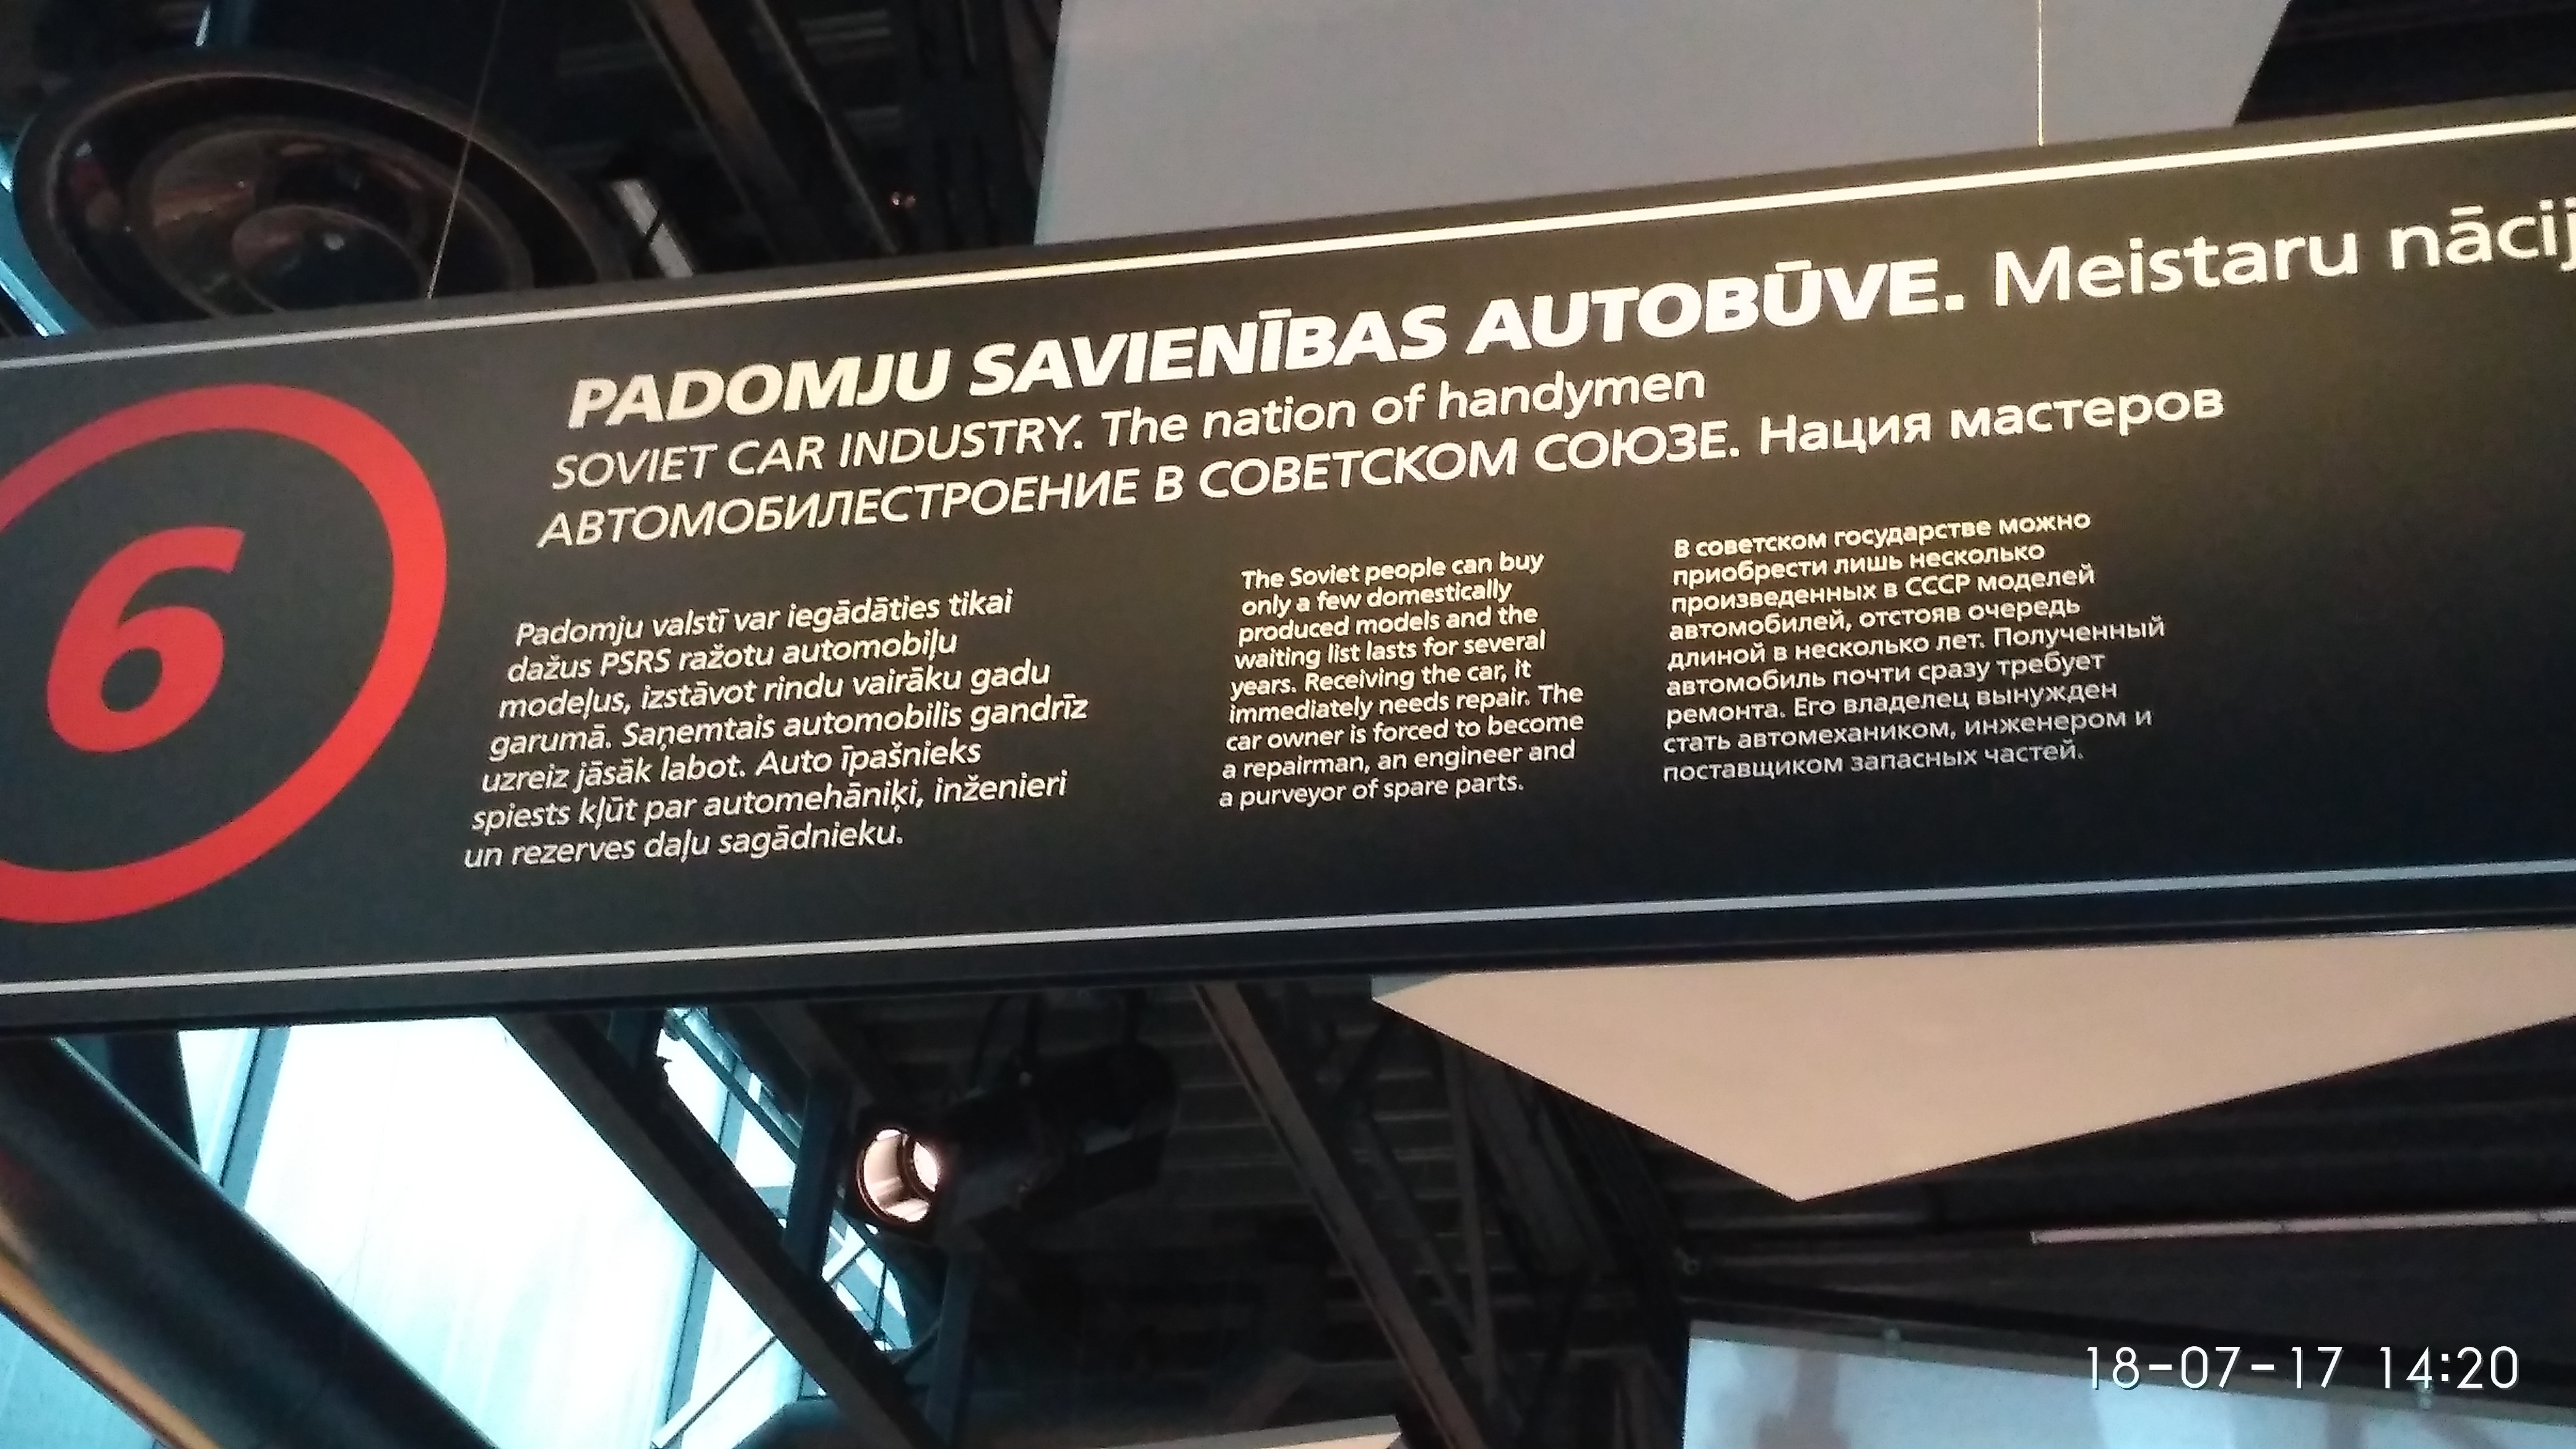 6
PADOMJU SAVIENĪBAS AUTOBŪVE. Meistaru
SOVIET CAR INDUSTRY. The nation of handymen
АВТОМОБИЛЕСТРОЕНИЕ В СОВЕТСКОМ СОЮЗЕ. Нация мастеров
Padomju valstī var iegādāties tikai
dažus PSRS ražotu automobiļu
modeļus, izstāvot rindu vairāku gadu
garumā. Saņemtais automobilis gandrīz
uzreiz jāsāk labot. Auto īpašnieks
spiests kļūt par automehāniķi, inženieri
un rezerves daļu sagādnieku.
The Soviet people can buy
only a few domestically
produced models and the
waiting list lasts for several
years. Receiving the car, it
immediately needs repair. The
car owner is forced to become
a repairman, an engineer and
a purveyor of spare parts.
В советском государстве можно
приобрести лишь несколько
произведенных в СССР моделей
автомобилей, отстояв очередь
длиной в несколько лет. Полученный
автомобиль почти сразу требует
ремонта. Его владелец вынужден
стать автомехаником, инженером и
поставщиком запасных частей.
18-07-17 14:20